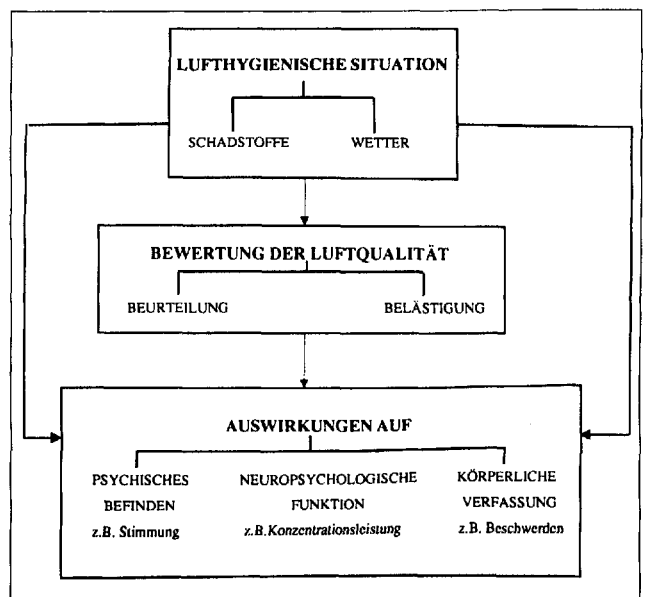 LUFTHYGIENISCHE SITUATION
SCHADSTOFFE WETTER
BEWERTUNG DER LUFTQUALITÄT
BEURTEILUNG BELÄSTIGUNG
AUSWIRKUNGEN AUF
PSYCHISCHES NEUROPSYCHOLOGISCHE KÖRPERLICHE
BEFINDEN FUNKTION VERFASSUNG
z.B. Stimmung z.B.Konzentrationsleistung z.B. Beschwerden